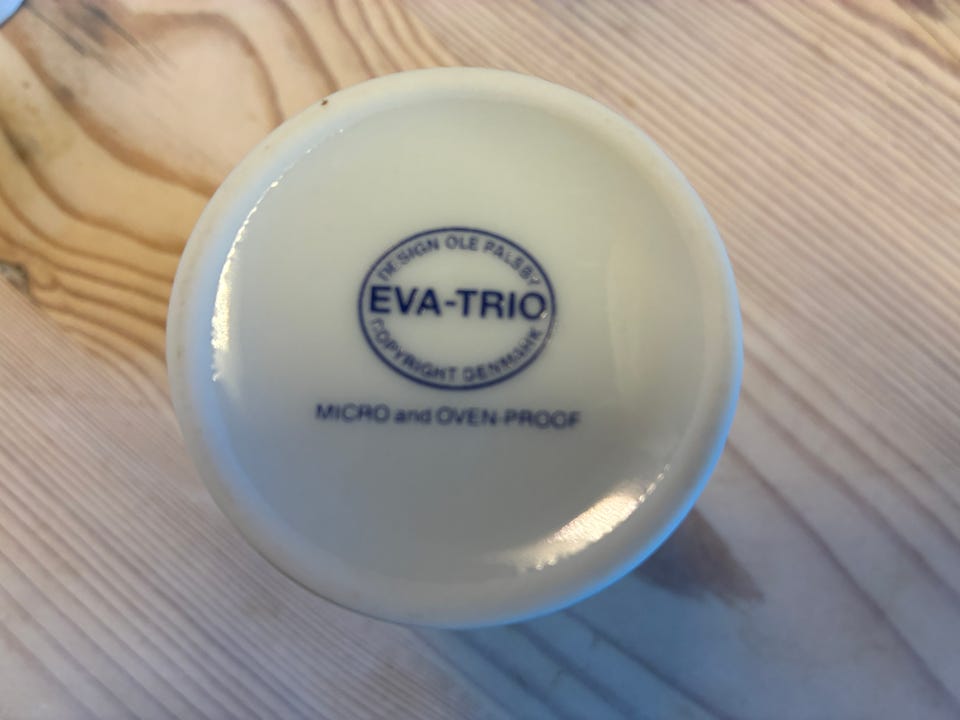 DESIGN OLE PALSBY
EVA-TRIO
COPYRIGHT DENMARK
MICRO and OVEN-PROOF